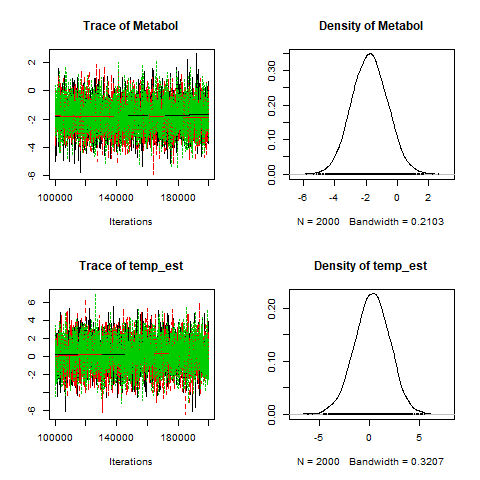 Trace of Metabol
2
0
-2
-4
-6
100000 140000 180000
Iterations
Density of Metabol
0.30
0.20
0.10
0.00
-6 -4 -2 0 2
N = 2000 Bandwidth = 0.2103
Trace of temp_est
6
4
2
0
-2
-6
100000 140000 180000
Iterations
Density of temp_est
0.20
0.10
0.00
-5 0 5
N = 2000 Bandwidth = 0.3207